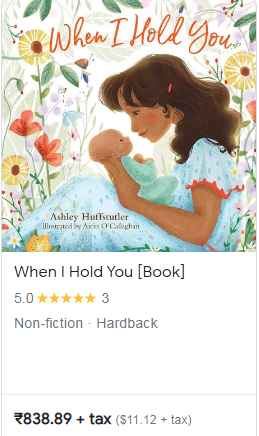 When I Hold You
Ashley Huffstutler
Illustrated by Airin O'Callaghan
When I Hold You [Book]
5.0 ★★★★★ 3
Non-fiction · Hardback
₹838.89 + tax ($11.12 + tax)